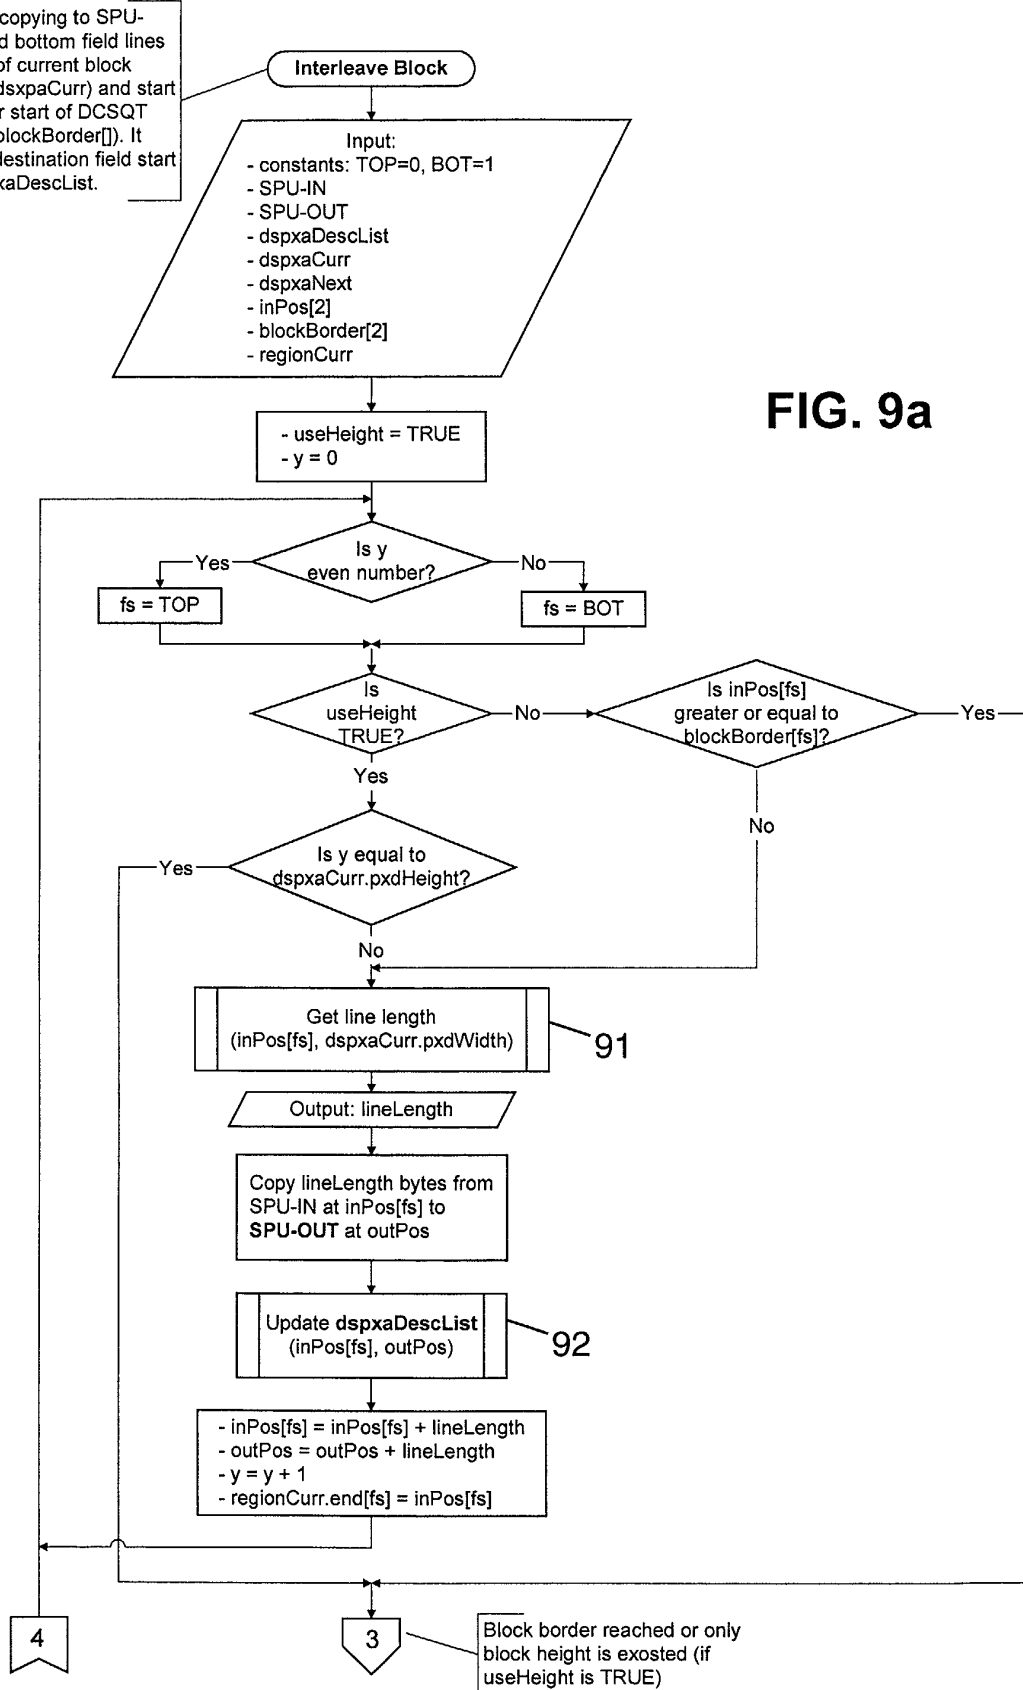 copying to SPU-
d bottom field lines
of current block
dsxpaCurr) and start
r start of DCSQT
blockBorder[]). It
destination field start
xaDescList.
Interleave Block
Input:
- constants: TOP=0, BOT=1
- SPU-IN
- SPU-OUT
- dspxaDescList
- dspxaCurr
- dspxaNext
- inPos[2]
- blockBorder[2]
- regionCurr
FIG. 9a
- useHeight = TRUE
- y = 0
Is y
even number?
Yes
No
fs = TOP
fs = BOT
Is
useHeight
TRUE?
No
Is inPos[fs]
greater or equal to
blockBorder[fs]?
Yes
Yes
No
Is y equal to
dspxaCurr.pxdHeight?
Yes
No
Get line length
(inPos[fs], dspxaCurr.pxdWidth)
91
Output: lineLength
Copy lineLength bytes from
SPU-IN at inPos[fs] to
SPU-OUT at outPos
Update dspxaDescList
(inPos[fs], outPos)
92
- inPos[fs] = inPos[fs] + lineLength
- outPos = outPos + lineLength
- y = y + 1
- regionCurr.end[fs] = inPos[fs]
4
3
Block border reached or only
block height is exosted (if
useHeight is TRUE)